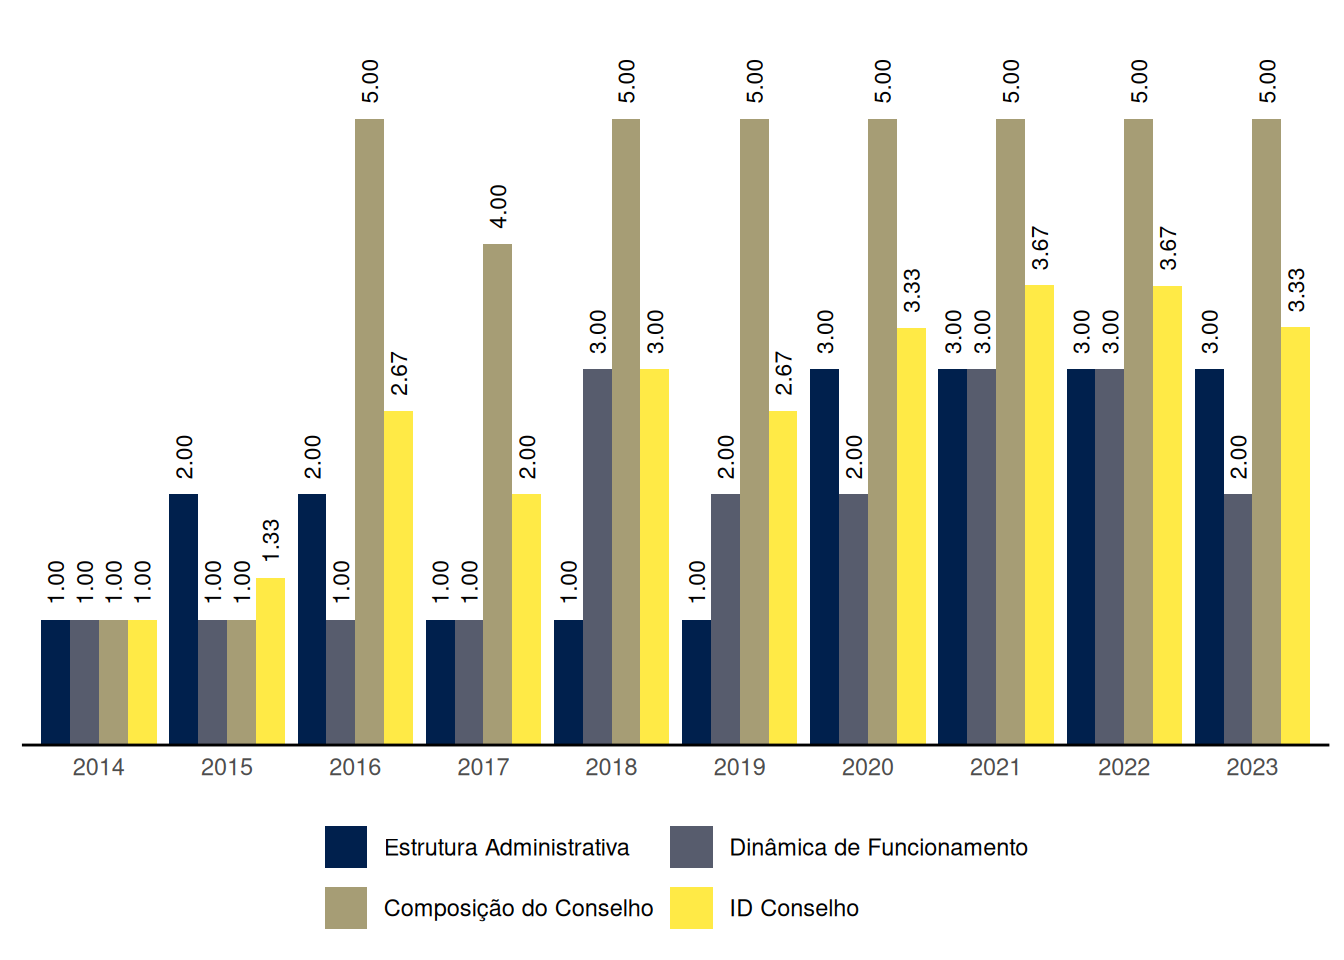 1.00 1.00 1.00 1.00
2.00 1.00 1.00 1.33
2.00 1.00 5.00 2.67
1.00 1.00 4.00 2.00
1.00 3.00 5.00 3.00
1.00 2.00 5.00 2.67
3.00 2.00 5.00 3.33
3.00 3.00 5.00 3.67
3.00 3.00 5.00 3.67
3.00 2.00 5.00 3.33
2014 2015 2016 2017 2018 2019 2020 2021 2022 2023
Estrutura Administrativa Dinâmica de Funcionamento
Composição do Conselho ID Conselho